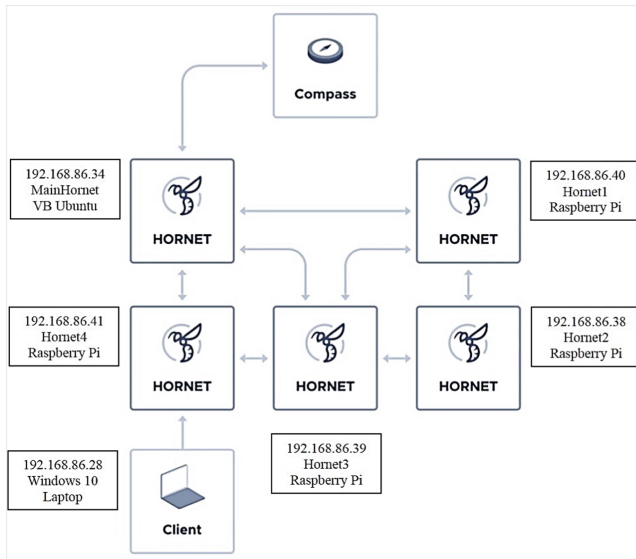 Compass
192.168.86.34
MainHornet
VB Ubuntu
HORNET
HORNET
192.168.86.40
Hornet1
Raspberry Pi
192.168.86.41
Hornet4
Raspberry Pi
HORNET
HORNET
HORNET
192.168.86.38
Hornet2
Raspberry Pi
192.168.86.28
Windows 10
Laptop
Client
192.168.86.39
Hornet3
Raspberry Pi